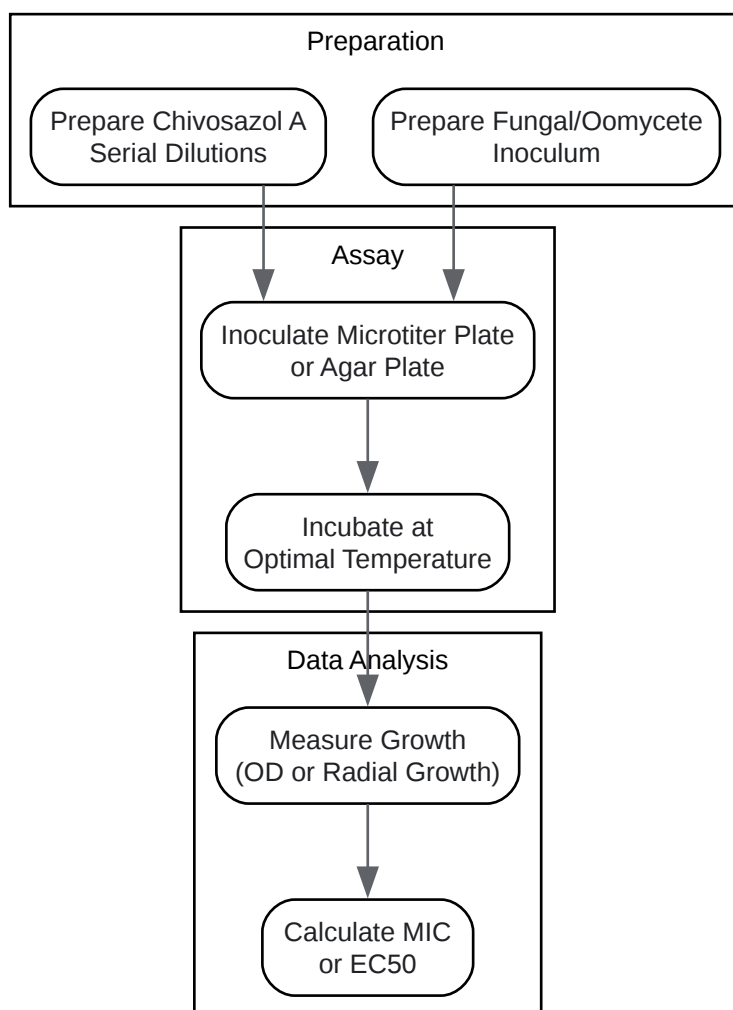 Preparation
Prepare Chivosazol A
Serial Dilutions
Prepare Fungal/Oomycete
Inoculum
Assay
Inoculate Microtiter Plate
or Agar Plate
Incubate at
Optimal Temperature
Data Analysis
Measure Growth
(OD or Radial Growth)
Calculate MIC
or EC50